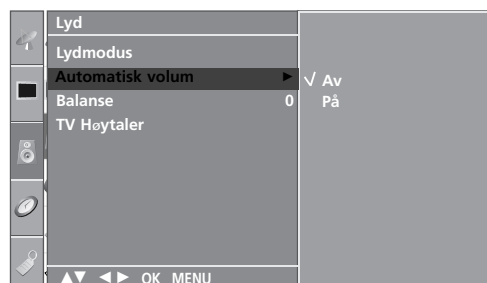 Lyd
Lydmodus
Automatisk volum ► √ Av
Balanse 0 På
TV Høytaler
▲▼ ◄► OK MENU